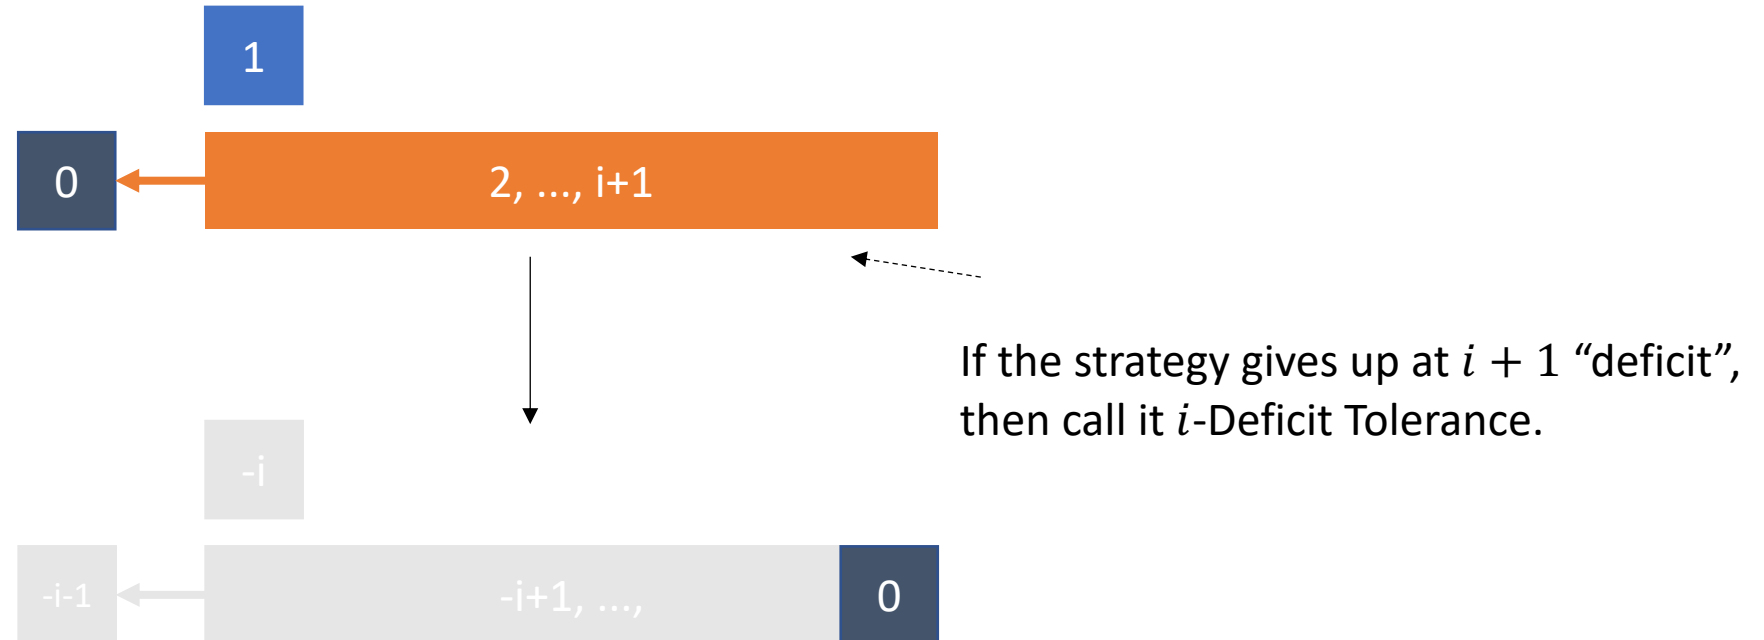 1
0
2, ..., i+1
If the strategy gives up at i + 1 “deficit”,
then call it i-Deficit Tolerance.
-i
-i-1
-i+1, ...,
0